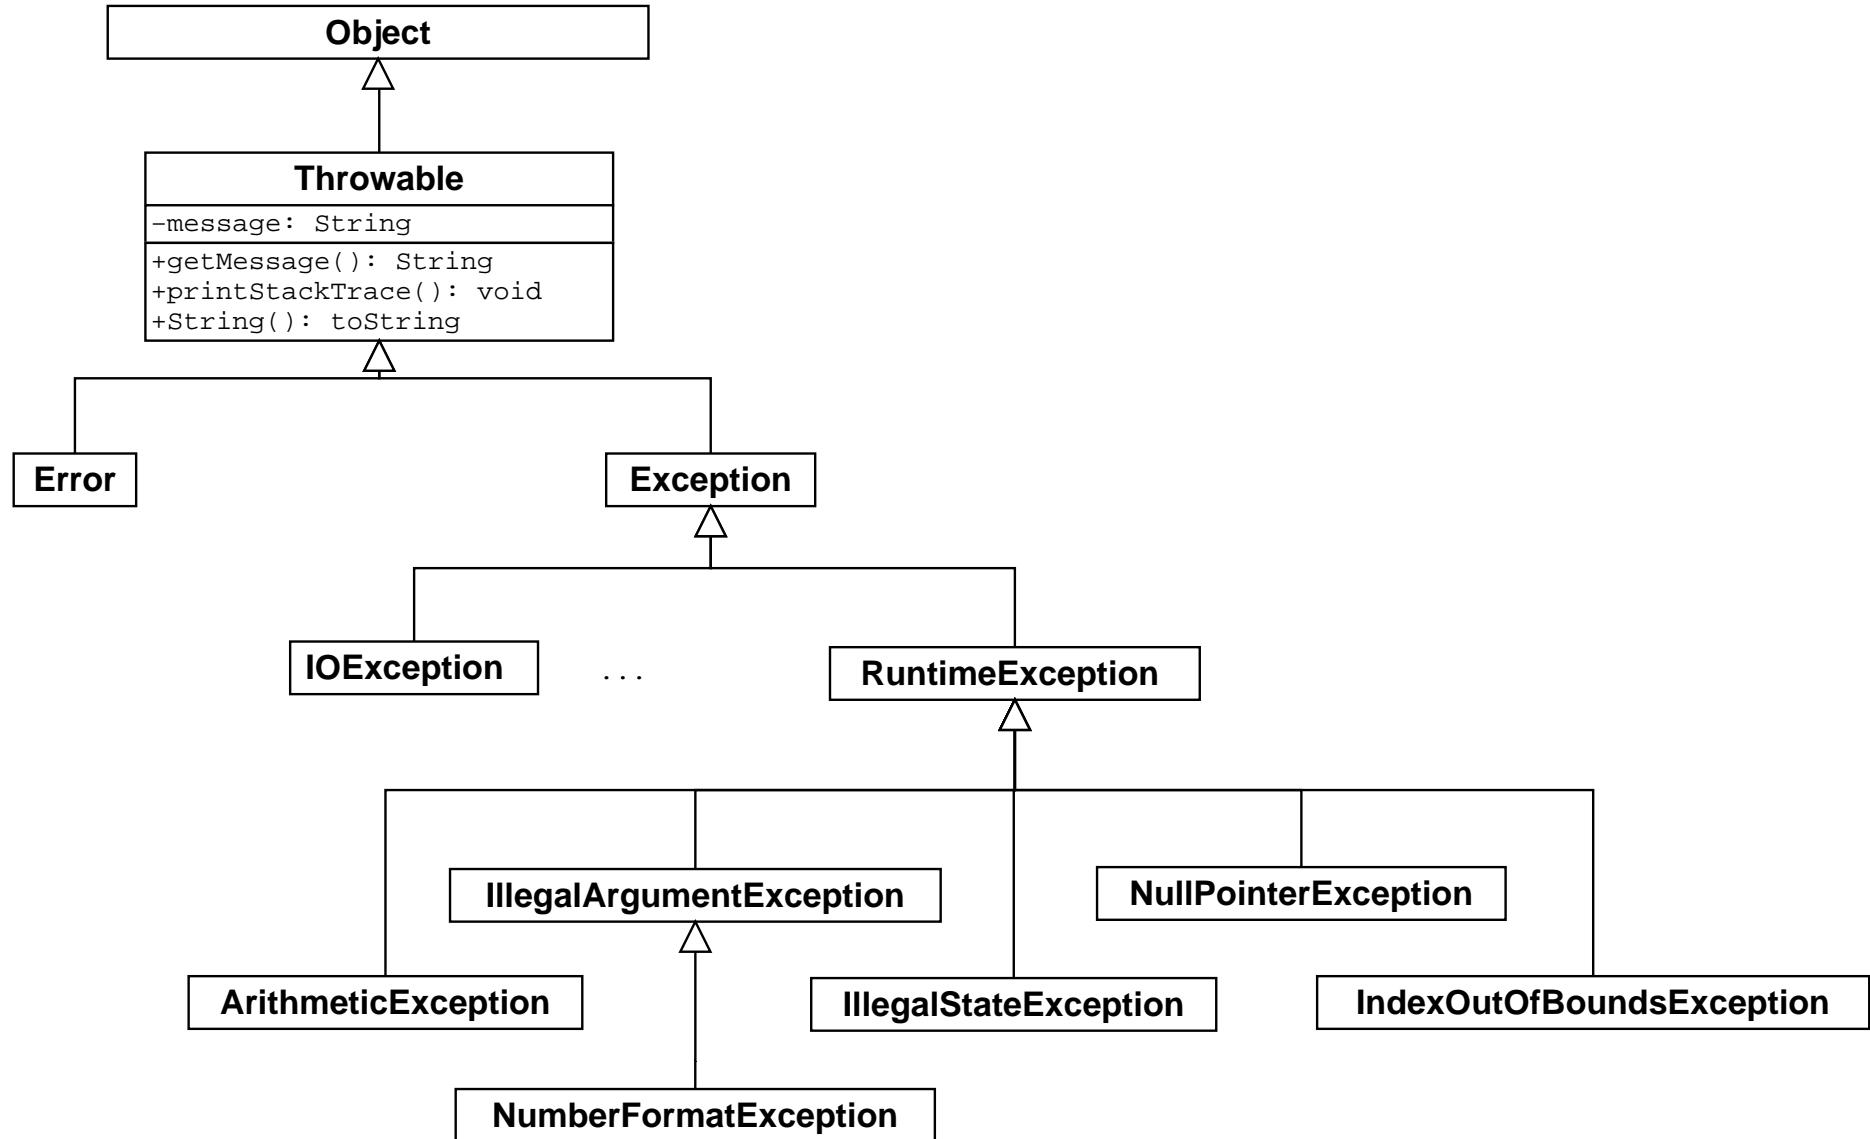 Object
Throwable
−message: String
+getMessage(): String
+printStackTrace(): void
+String(): toString
Error
Exception
IOException
...
RuntimeException
IllegalArgumentException
NullPointerException
ArithmeticException
IllegalStateException
IndexOutOfBoundsException
NumberFormatException